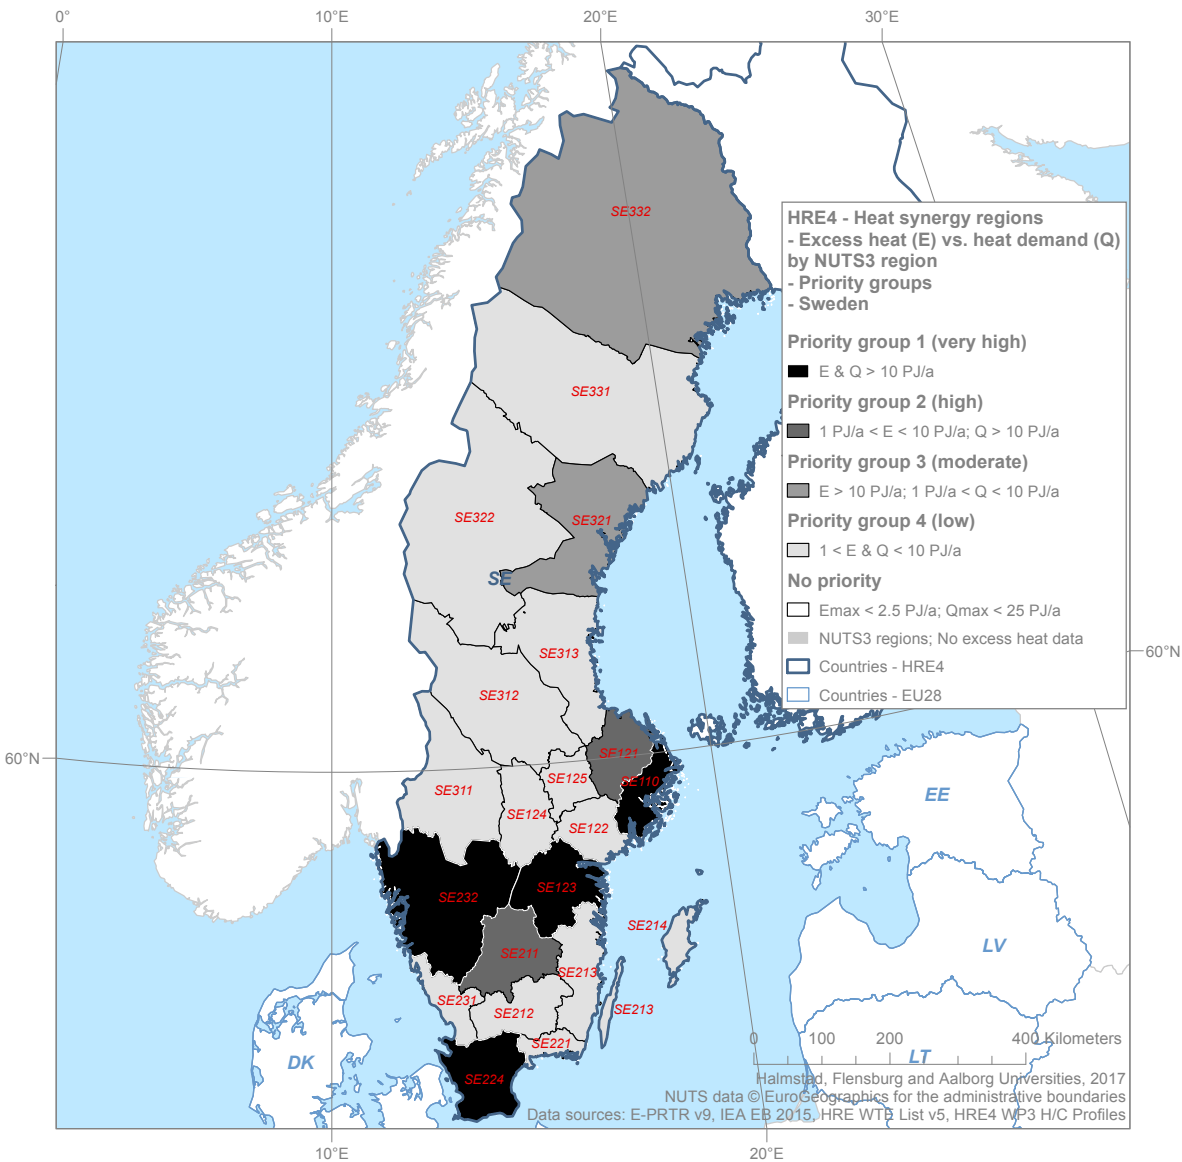 0°
10°E
20°E
30°E
SE332
HRE4 - Heat synergy regions
- Excess heat (E) vs. heat demand (Q)
by NUTS3 region
- Priority groups
- Sweden
Priority group 1 (very high)
E & Q > 10 PJ/a
Priority group 2 (high)
1 PJ/a < E < 10 PJ/a; Q > 10 PJ/a
Priority group 3 (moderate)
E > 10 PJ/a; 1 PJ/a < Q < 10 PJ/a
Priority group 4 (low)
1 < E & Q < 10 PJ/a
No priority
Emax < 2.5 PJ/a; Qmax < 25 PJ/a
NUTS3 regions; No excess heat data
Countries - HRE4
Countries - EU28
SE331
SE322
SE321
SE
SE313
60°N
SE312
60°N
SE121
SE125
SE110
SE311
EE
SE124
SE122
SE123
SE232
SE214
LV
SE211
SE213
SE231
SE212
SE213
SE221
0
100
200
400 Kilometers
DK
LT
SE224
Halmstad, Flensburg and Aalborg Universities, 2017
NUTS data © EuroGeographics for the administrative boundaries
Data sources: E-PRTR v9, IEA EB 2015, HRE WTE List v5, HRE4 WP3 H/C Profiles
10°E
20°E